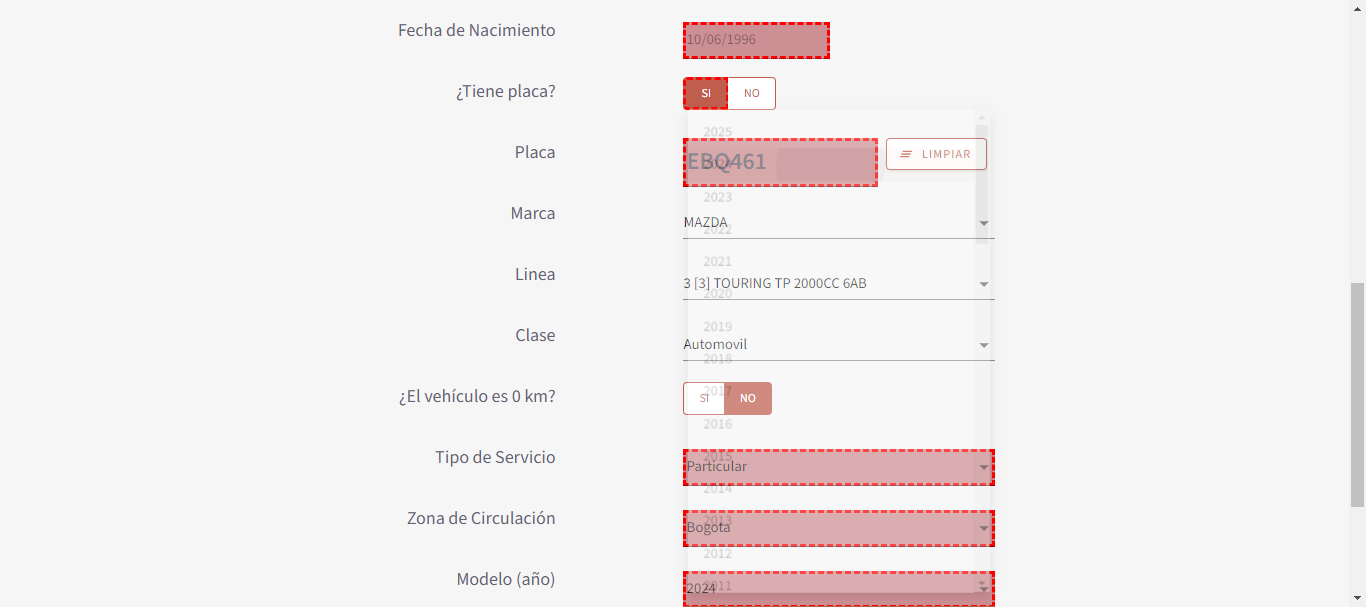 Fecha de Nacimiento
10/06/1996
¿Tiene placa?
SI
NO
2025
Placa
EBQ461
LIMPIAR
2023
Marca
MAZDA
2022
2021
Linea
3 [3] TOURING TP 2000CC 6AB
2020
2019
Clase
Automovil
2018
¿El vehículo es 0 km?
SI
NO
2017
2016
Tipo de Servicio
2015
Particular
2014
Zona de Circulación
2013
Bogota
2012
Modelo (año)
2024
2011